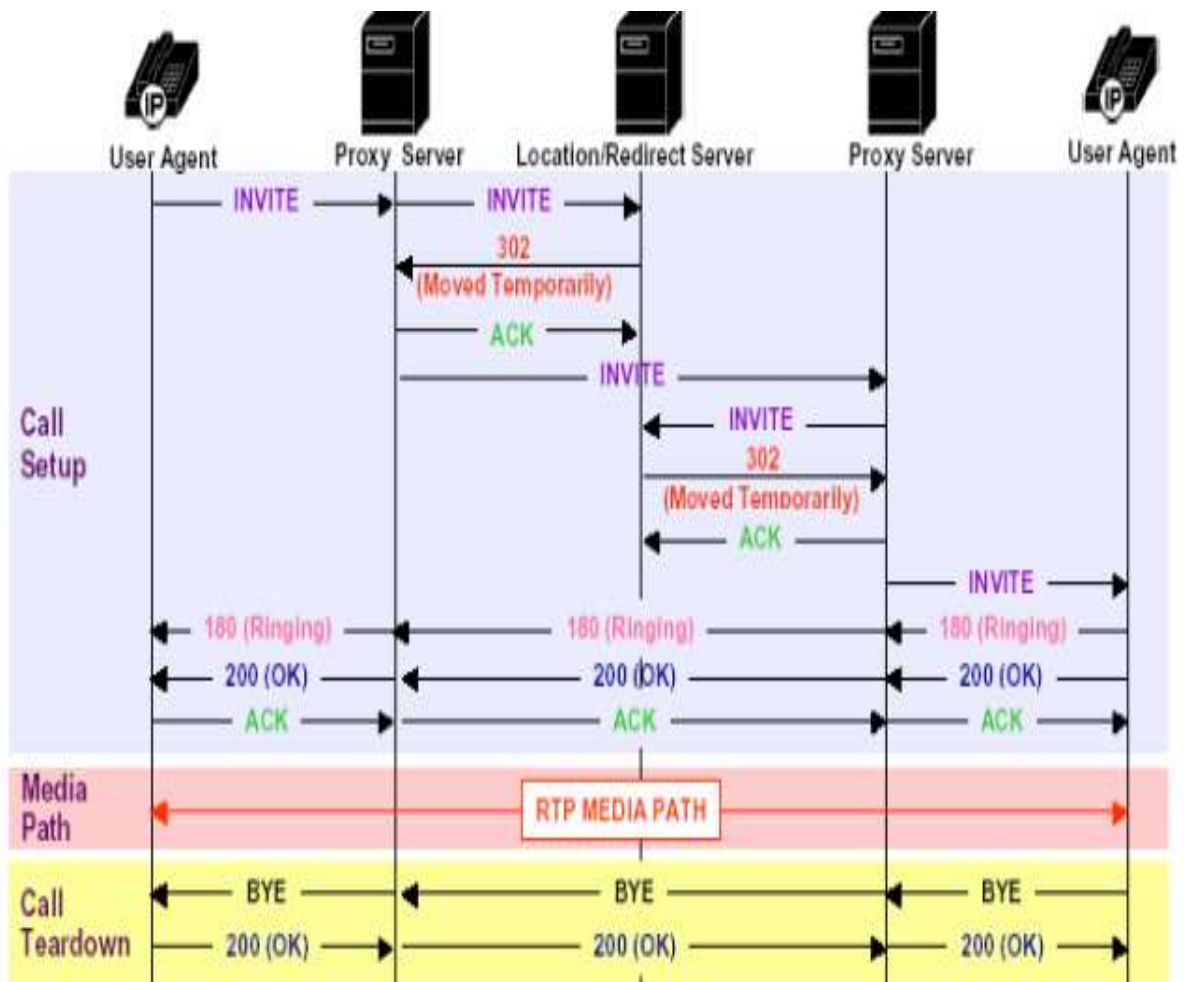 IP
IP
User Agent
Proxy Server
Location/Redirect Server
Proxy Server
User Agent
INVITE
INVITE
302
(Moved Temporarily)
ACK
INVITE
Call
Setup
INVITE
302
(Moved Temporarily)
ACK
INVITE
180 (Ringing)
180 (Ringing)
180 (Ringing)
200 (OK)
200 (OK)
200 (OK)
ACK
ACK
ACK
Media
Path
RTP MEDIA PATH
Call
Teardown
BYE
BYE
BYE
200 (OK)
200 (OK)
200 (OK)